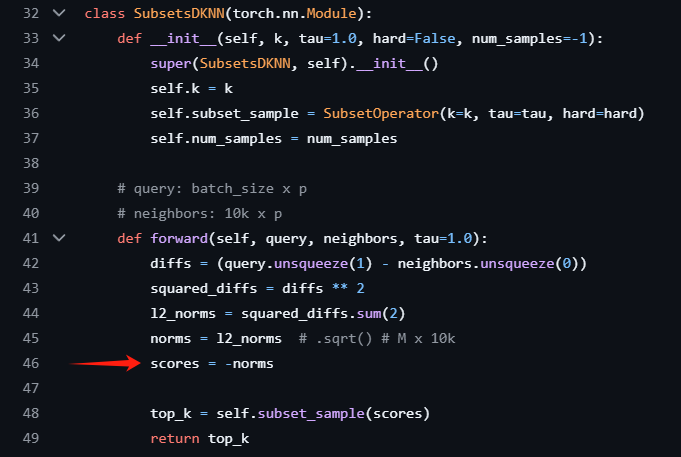 32 class SubsetsDKNN(torch.nn.Module):
33     def __init__(self, k, tau=1.0, hard=False, num_samples=-1):
34         super(SubsetsDKNN, self).__init__()
35         self.k = k
36         self.subset_sample = SubsetOperator(k=k, tau=tau, hard=hard)
37         self.num_samples = num_samples
38
39     # query: batch_size x p
40     # neighbors: 10k x p
41     def forward(self, query, neighbors, tau=1.0):
42         diffs = (query.unsqueeze(1) - neighbors.unsqueeze(0))
43         squared_diffs = diffs ** 2
44         l2_norms = squared_diffs.sum(2)
45         norms = l2_norms  # .sqrt() # M x 10k
46         scores = -norms
47
48         top_k = self.subset_sample(scores)
49         return top_k